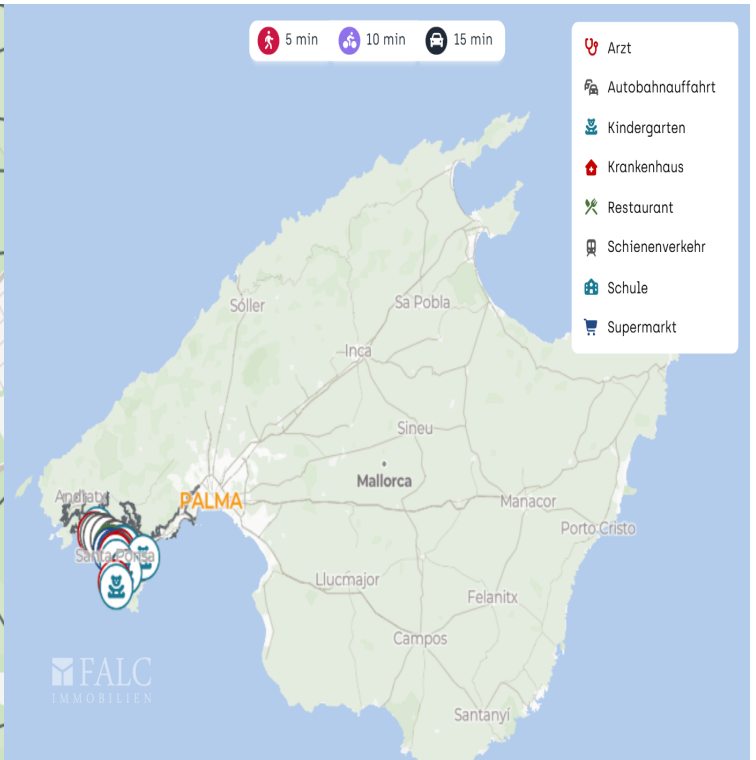 5 min
10 min
15 min
Arzt
Autobahnauffahrt
Kindergarten
Krankenhaus
Restaurant
Schienenverkehr
Schule
Supermarkt
Sóller
Sa Pobla
Inca
Sineu
Mallorca
Andratx
PALMA
Manacor
Porto Cristo
Santa Ponsa
Llucmajor
Felanitx
Campos
FALC
IMMOBILIEN
Santanyí